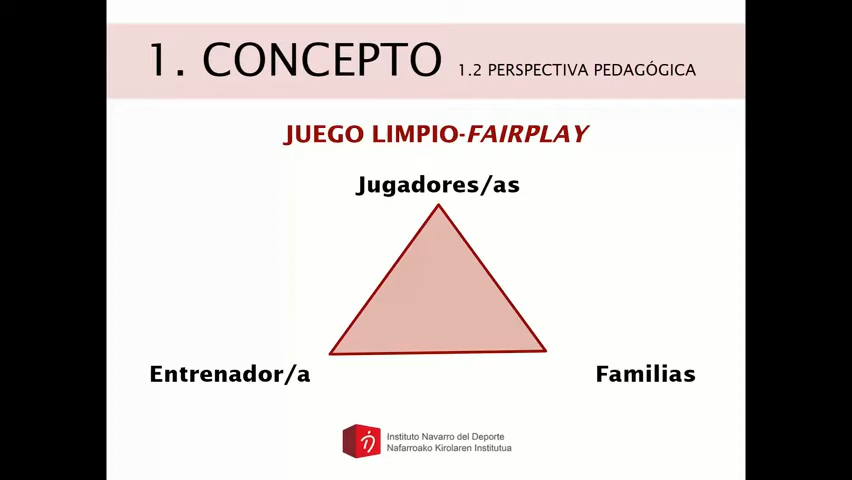 1. CONCEPTO 1.2 PERSPECTIVA PEDAGÓGICA
JUEGO LIMPIO-FAIRPLAY
Jugadores/as
Entrenador/a
Familias
Instituto Navarro del Deporte
Nafarroako Kirolaren Institutua